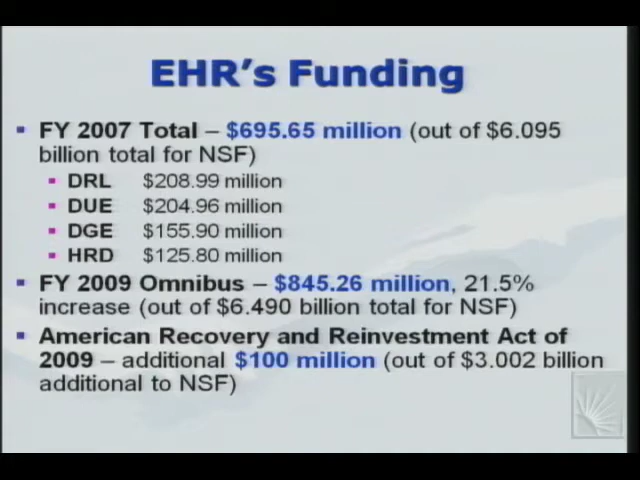 EHR's Funding
▪ FY 2007 Total – $695.65 million (out of $6.095
billion total for NSF)
▪ DRL $208.99 million
▪ DUE $204.96 million
▪ DGE $155.90 million
▪ HRD $125.80 million
▪ FY 2009 Omnibus – $845.26 million, 21.5%
increase (out of $6.490 billion total for NSF)
▪ American Recovery and Reinvestment Act of
2009 – additional $100 million (out of $3.002 billion
additional to NSF)